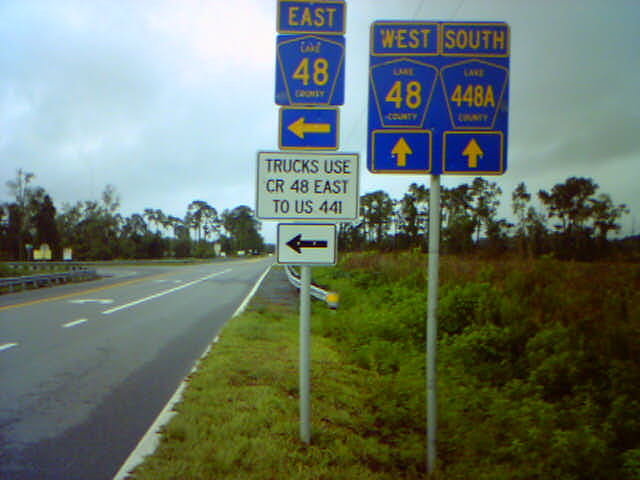 EAST
LAKE
48
COUNTY
TRUCKS USE
CR 48 EAST
TO US 441
WEST
LAKE
48
COUNTY
SOUTH
LAKE
448A
COUNTY